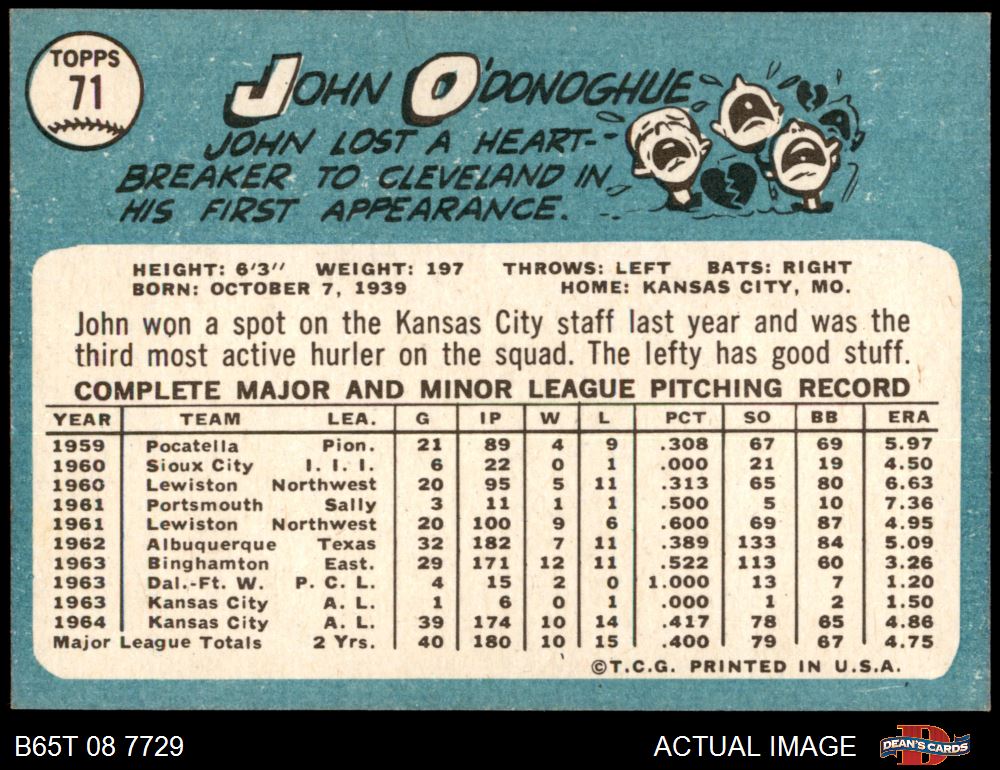 TOPPS
71
JOHN O'DONOGHUE
JOHN LOST A HEART-
BREAKER TO CLEVELAND IN
HIS FIRST APPEARANCE.
HEIGHT: 6'3" WEIGHT: 197 THROWS: LEFT BATS: RIGHT
BORN: OCTOBER 7, 1939 HOME: KANSAS CITY, MO.
John won a spot on the Kansas City staff last year and was the
third most active hurler on the squad. The lefty has good stuff.
COMPLETE MAJOR AND MINOR LEAGUE PITCHING RECORD
YEAR TEAM LEA. G IP W L PCT SO BB ERA
1959 Pocatella Pion. 21 89 4 9 .308 67 69 5.97
1960 Sioux City I. I. I. 6 22 0 1 .000 21 19 4.50
1960 Lewiston Northwest 20 95 5 11 .313 65 80 6.63
1961 Portsmouth Sally 3 11 1 1 .500 5 10 7.36
1961 Lewiston Northwest 20 100 9 6 .600 69 87 4.95
1962 Albuquerque Texas 32 182 7 11 .389 133 84 5.09
1963 Binghamton East. 29 171 12 11 .522 113 60 3.26
1963 Dal.-Ft. W. P. C. L. 4 15 2 0 1.000 13 7 1.20
1963 Kansas City A. L. 1 6 0 1 .000 1 2 1.50
1964 Kansas City A. L. 39 174 10 14 .417 78 65 4.86
Major League Totals 2 Yrs. 40 180 10 15 .400 79 67 4.75
©T.C.G. PRINTED IN U.S.A.
B65T 08 7729 ACTUAL IMAGE DEAN'S CARDS